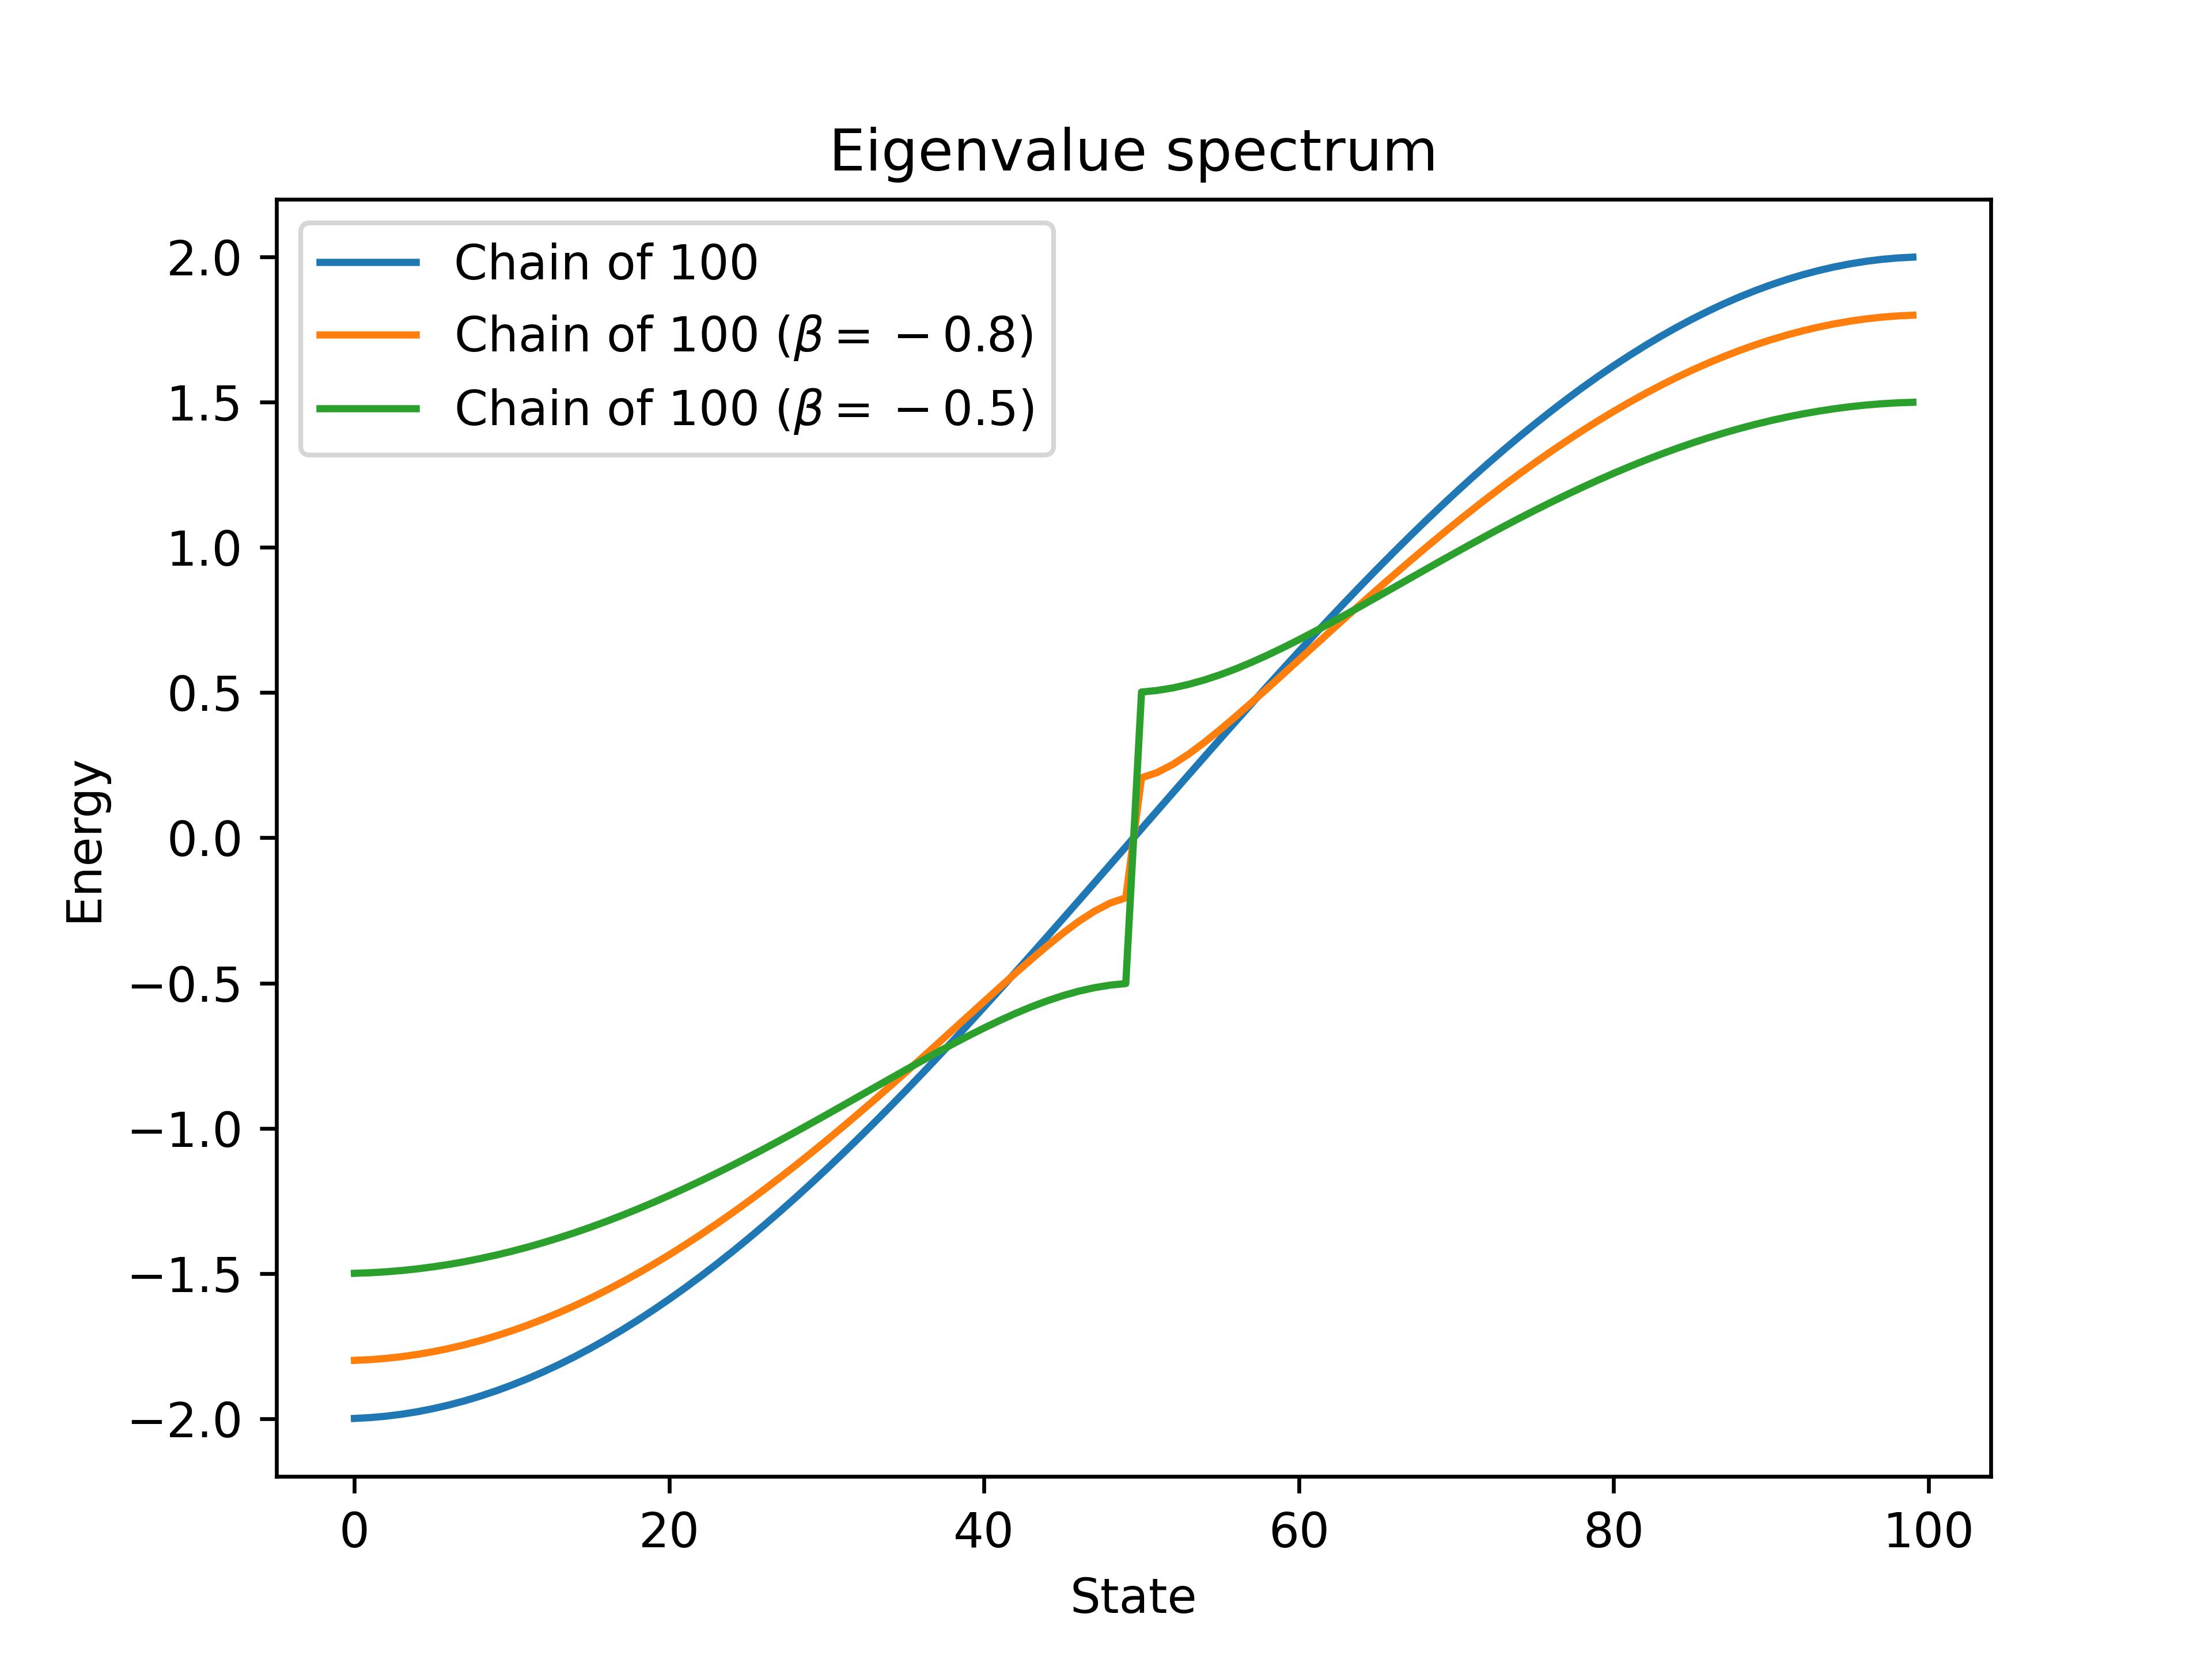 Eigenvalue spectrum
Chain of 100
Chain of 100 (β = −0.8)
Chain of 100 (β = −0.5)
2.0
1.5
1.0
0.5
0.0
−0.5
−1.0
−1.5
−2.0
Energy
0 20 40 60 80 100
State